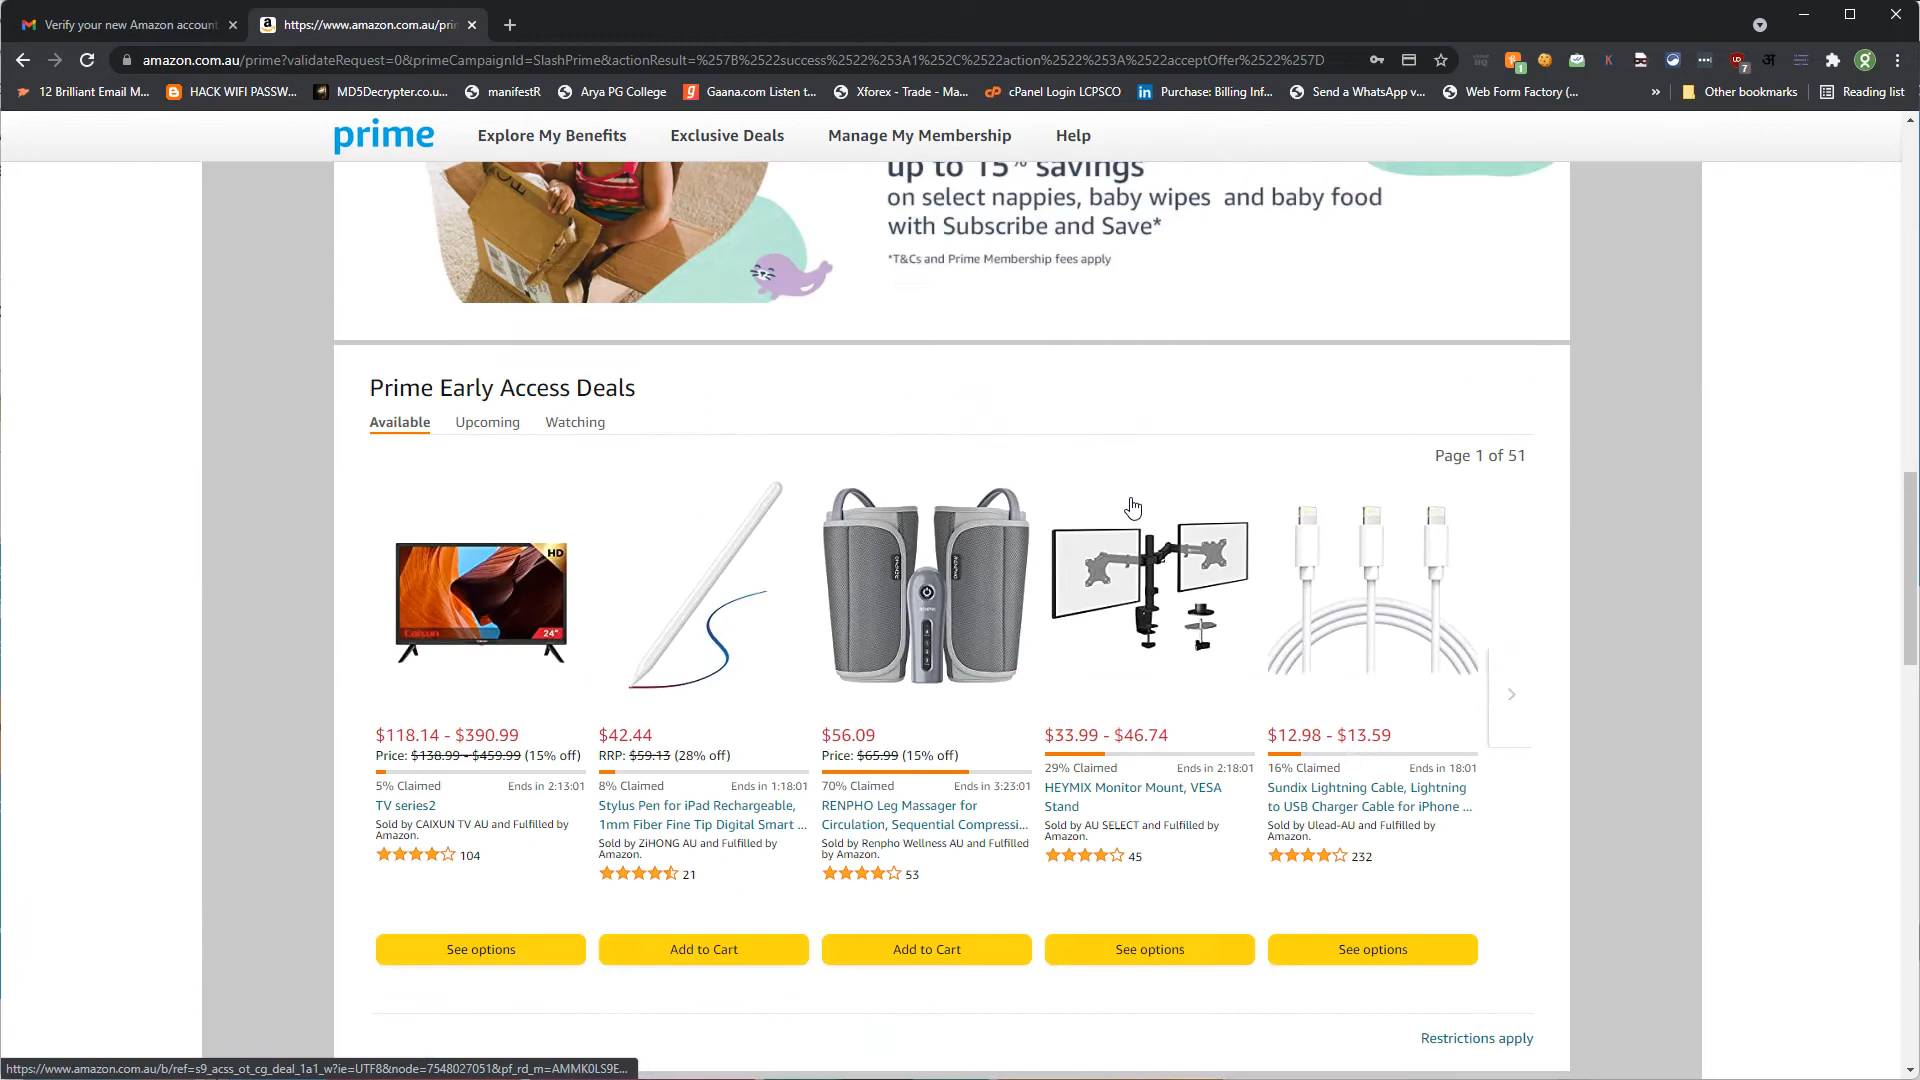 Verify your new Amazon account
https://www.amazon.com.au/prin
amazon.com.au/prime?validateRequest=0&primeCampaignId=SlashPrime&actionResult=%257B%2522success%2522%253A1%252C%2522action%2522%253A%2522acceptOffer%2522%257D
12 Brilliant Email M...
HACK WIFI PASSW...
MD5Decrypter.co.u...
manifestR
Arya PG College
Gaana.com Listen t...
Xforex - Trade - Ma...
cPanel Login LCPSCO
Purchase: Billing Inf...
Send a WhatsApp v...
Web Form Factory (...
»
Other bookmarks
Reading list
prime
Explore My Benefits
Exclusive Deals
Manage My Membership
Help
up to 15% savings
on select nappies, baby wipes and baby food
with Subscribe and Save*
*T&Cs and Prime Membership fees apply
Prime Early Access Deals
Available
Upcoming
Watching
Page 1 of 51
HD
Caixun
24"
$118.14 - $390.99
Price: $138.99 - $459.99 (15% off)
5% Claimed
Ends in 2:13:01
TV series2
Sold by CAIXUN TV AU and Fulfilled by
Amazon.
104
See options
$42.44
RRP: $59.13 (28% off)
8% Claimed
Ends in 1:18:01
Stylus Pen for iPad Rechargeable,
1mm Fiber Fine Tip Digital Smart ...
Sold by ZiHONG AU and Fulfilled by
Amazon.
21
Add to Cart
$56.09
Price: $65.99 (15% off)
70% Claimed
Ends in 3:23:01
RENPHO Leg Massager for
Circulation, Sequential Compressi...
Sold by Renpho Wellness AU and Fulfilled
by Amazon.
53
Add to Cart
$33.99 - $46.74
29% Claimed
Ends in 2:18:01
HEYMIX Monitor Mount, VESA
Stand
Sold by AU SELECT and Fulfilled by
Amazon.
45
See options
$12.98 - $13.59
16% Claimed
Ends in 18:01
Sundix Lightning Cable, Lightning
to USB Charger Cable for iPhone ...
Sold by Ulead-AU and Fulfilled by
Amazon.
232
See options
Restrictions apply
https://www.amazon.com.au/b/ref=s9_acss_ot_cg_deal_1a1_w?ie=UTF8&node=7548027051&pf_rd_m=AMMK0LS9E...